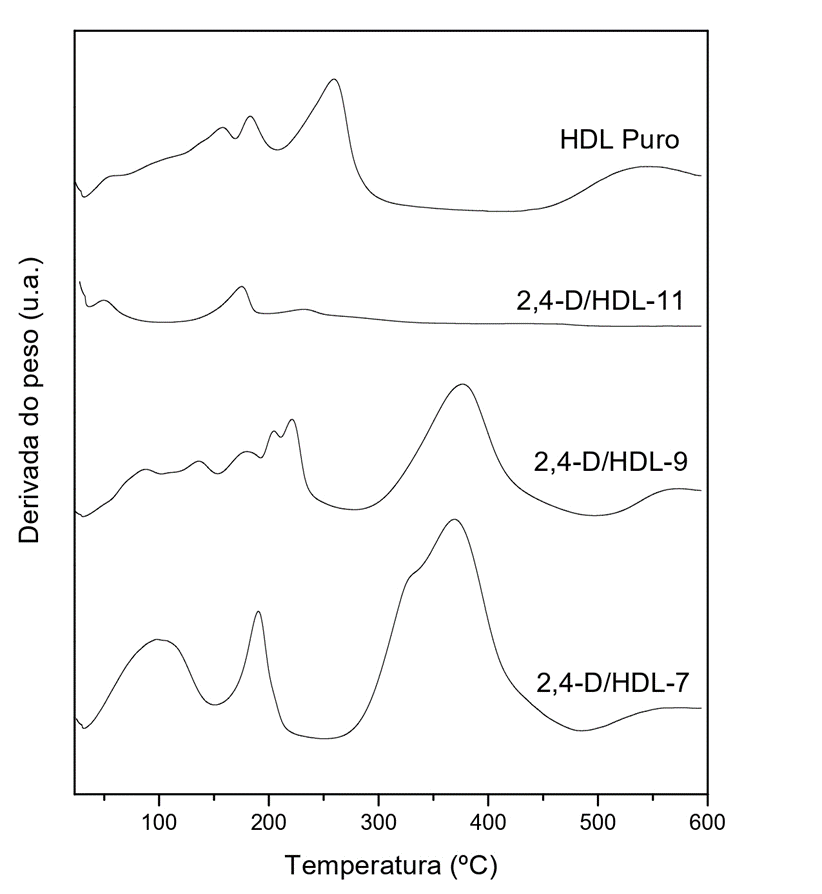 HDL Puro
2,4-D/HDL-11
2,4-D/HDL-9
2,4-D/HDL-7
Derivada do peso (u.a.)
100 200 300 400 500 600
Temperatura (ºC)